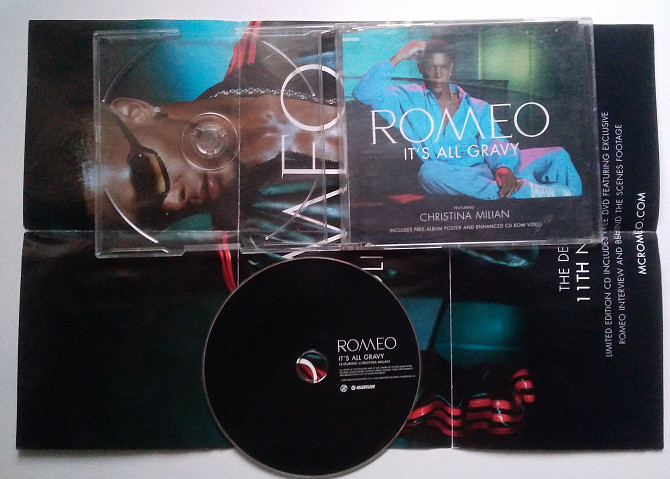 ROMEO
IT'S ALL GRAVY
FEATURING
CHRISTINA MILIAN
INCLUDES FREE ALBUM POSTER AND ENHANCED CD ROM VIDEO
MEO
THE DE
11TH N
LIMITED EDITION CD INCLUDES
DVD FEATURING EXCLUSIVE
ROMEO INTERVIEW AND BEHIND THE SCENES FOOTAGE
MCROMEO.COM
ROMEO
IT'S ALL GRAVY
FEATURING CHRISTINA MILIAN
RELENTLESS